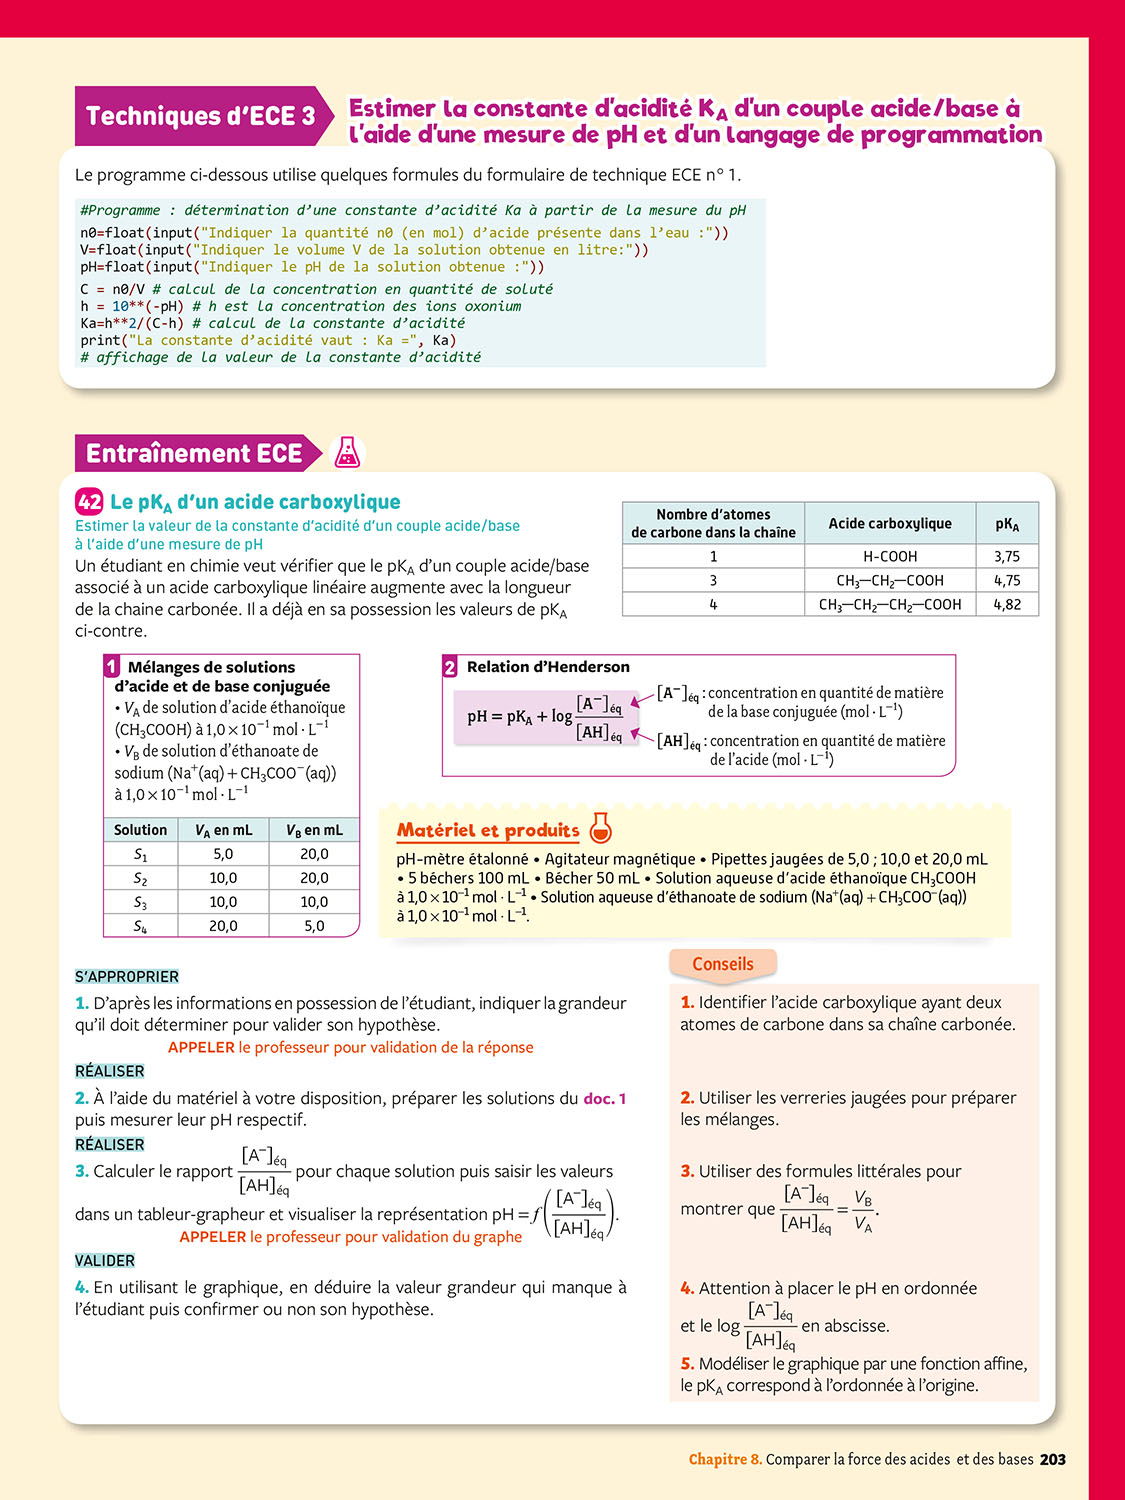 Techniques d'ECE 3
Estimer la constante d'acidité K_A d'un couple acide/base à
l'aide d'une mesure de pH et d'un langage de programmation
Le programme ci-dessous utilise quelques formules du formulaire de technique ECE n° 1.
#Programme : détermination d'une constante d'acidité Ka à partir de la mesure du pH
n0=float(input("Indiquer la quantité n0 (en mol) d'acide présente dans l'eau :"))
V=float(input("Indiquer le volume V de la solution obtenue en litre:"))
pH=float(input("Indiquer le pH de la solution obtenue :"))
C = n0/V # calcul de la concentration en quantité de soluté
h = 10**(-pH) # h est la concentration des ions oxonium
Ka=h**2/(C-h) # calcul de la constante d'acidité
print("La constante d'acidité vaut : Ka =", Ka)
# affichage de la valeur de la constante d'acidité
Entraînement ECE
42 Le pK_A d'un acide carboxylique
Estimer la valeur de la constante d'acidité d'un couple acide/base
à l'aide d'une mesure de pH
Un étudiant en chimie veut vérifier que le pK_A d'un couple acide/base
associé à un acide carboxylique linéaire augmente avec la longueur
de la chaine carbonée. Il a déjà en sa possession les valeurs de pK_A
ci-contre.
Nombre d'atomes
de carbone dans la chaîne | Acide carboxylique | pK_A
1 | H-COOH | 3,75
3 | CH₃—CH₂—COOH | 4,75
4 | CH₃—CH₂—CH₂—COOH | 4,82
1 Mélanges de solutions
d'acide et de base conjuguée
• V_A de solution d'acide éthanoïque
(CH₃COOH) à 1,0 × 10⁻¹ mol · L⁻¹
• V_B de solution d'éthanoate de
sodium (Na⁺(aq) + CH₃COO⁻(aq))
à 1,0 × 10⁻¹ mol · L⁻¹
Solution | V_A en mL | V_B en mL
S₁ | 5,0 | 20,0
S₂ | 10,0 | 20,0
S₃ | 10,0 | 10,0
S₄ | 20,0 | 5,0
2 Relation d'Henderson
pH = pK_A + log [A⁻]éq / [AH]éq
[A⁻]éq : concentration en quantité de matière
de la base conjuguée (mol · L⁻¹)
[AH]éq : concentration en quantité de matière
de l'acide (mol · L⁻¹)
Matériel et produits
pH-mètre étalonné • Agitateur magnétique • Pipettes jaugées de 5,0 ; 10,0 et 20,0 mL
• 5 béchers 100 mL • Bécher 50 mL • Solution aqueuse d'acide éthanoïque CH₃COOH
à 1,0 × 10⁻¹ mol · L⁻¹ • Solution aqueuse d'éthanoate de sodium (Na⁺(aq) + CH₃COO⁻(aq))
à 1,0 × 10⁻¹ mol · L⁻¹.
S'APPROPRIER
1. D'après les informations en possession de l'étudiant, indiquer la grandeur
qu'il doit déterminer pour valider son hypothèse.
APPELER le professeur pour validation de la réponse
RÉALISER
2. À l'aide du matériel à votre disposition, préparer les solutions du doc. 1
puis mesurer leur pH respectif.
RÉALISER
3. Calculer le rapport [A⁻]éq / [AH]éq pour chaque solution puis saisir les valeurs
dans un tableur-grapheur et visualiser la représentation pH = f([A⁻]éq / [AH]éq).
APPELER le professeur pour validation du graphe
VALIDER
4. En utilisant le graphique, en déduire la valeur grandeur qui manque à
l'étudiant puis confirmer ou non son hypothèse.
Conseils
1. Identifier l'acide carboxylique ayant deux
atomes de carbone dans sa chaîne carbonée.
2. Utiliser les verreries jaugées pour préparer
les mélanges.
3. Utiliser des formules littérales pour
montrer que [A⁻]éq / [AH]éq = V_B / V_A.
4. Attention à placer le pH en ordonnée
et le log [A⁻]éq / [AH]éq en abscisse.
5. Modéliser le graphique par une fonction affine,
le pK_A correspond à l'ordonnée à l'origine.
Chapitre 8. Comparer la force des acides et des bases 203